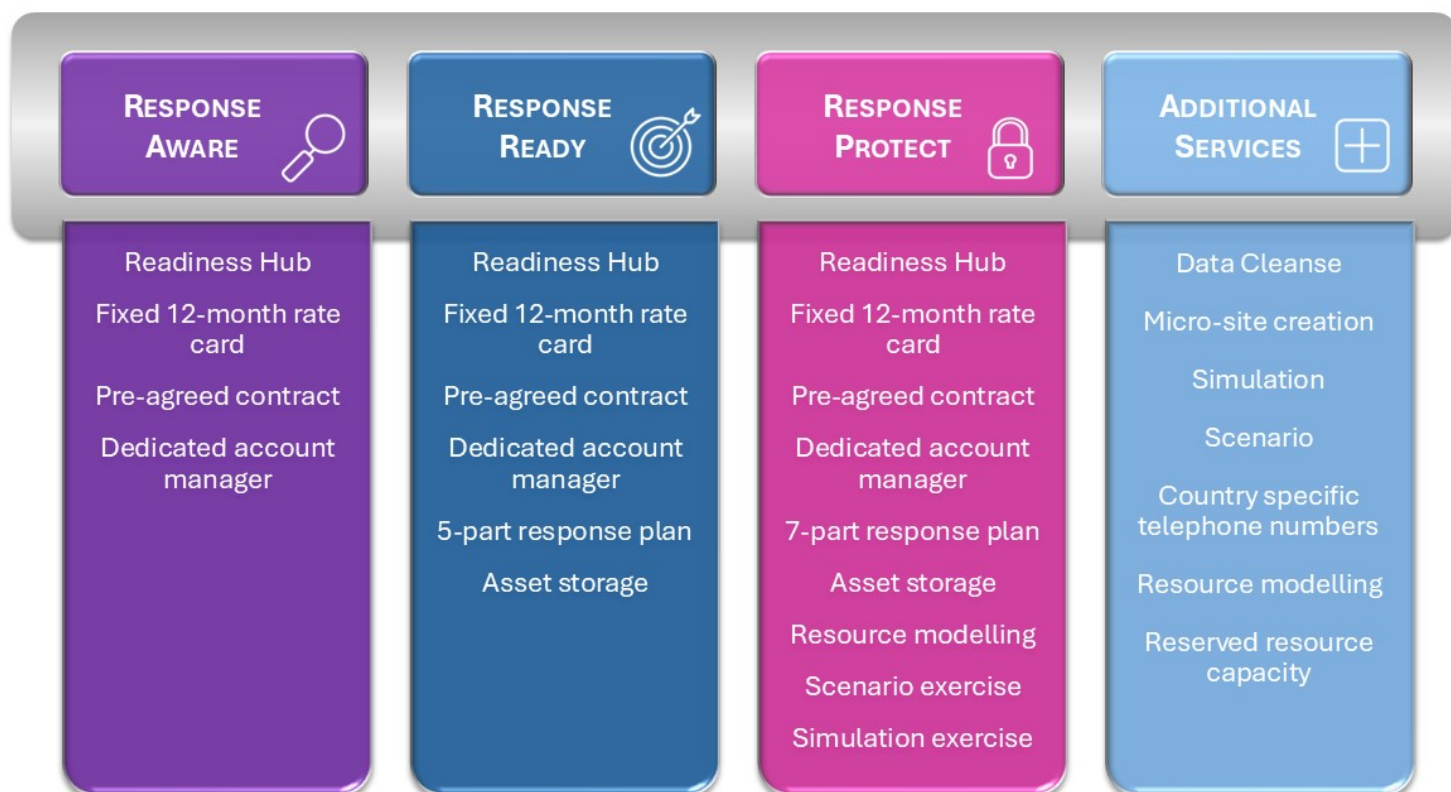 RESPONSE
AWARE
Readiness Hub
Fixed 12-month rate
card
Pre-agreed contract
Dedicated account
manager
RESPONSE
READY
Readiness Hub
Fixed 12-month rate
card
Pre-agreed contract
Dedicated account
manager
5-part response plan
Asset storage
RESPONSE
PROTECT
Readiness Hub
Fixed 12-month rate
card
Pre-agreed contract
Dedicated account
manager
7-part response plan
Asset storage
Resource modelling
Scenario exercise
Simulation exercise
ADDITIONAL
SERVICES
Data Cleanse
Micro-site creation
Simulation
Scenario
Country specific
telephone numbers
Resource modelling
Reserved resource
capacity